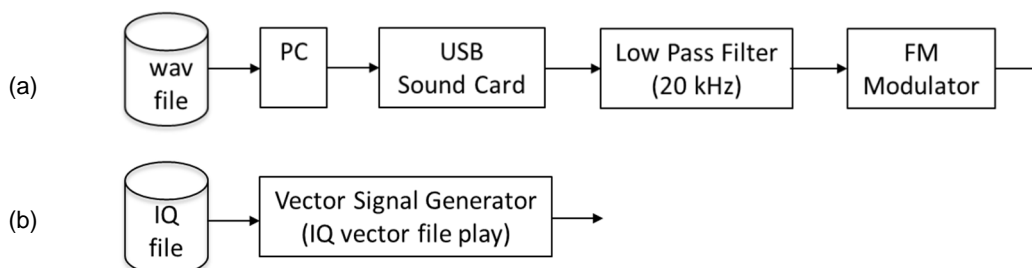 (a)
wav
file
PC
USB
Sound Card
Low Pass Filter
(20 kHz)
FM
Modulator
(b)
IQ
file
Vector Signal Generator
(IQ vector file play)